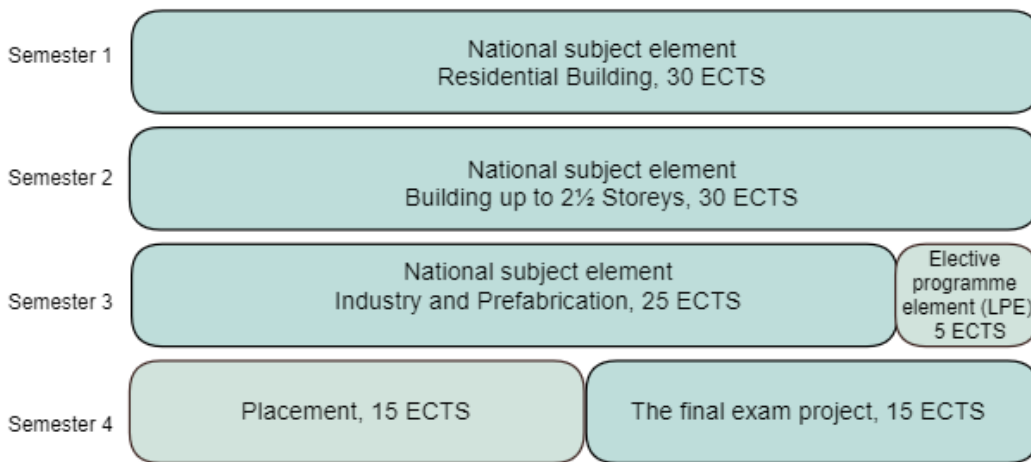 Semester 1
National subject element
Residential Building, 30 ECTS
Semester 2
National subject element
Building up to 2½ Storeys, 30 ECTS
Semester 3
National subject element
Industry and Prefabrication, 25 ECTS
Elective
programme
element (LPE)
5 ECTS
Semester 4
Placement, 15 ECTS
The final exam project, 15 ECTS